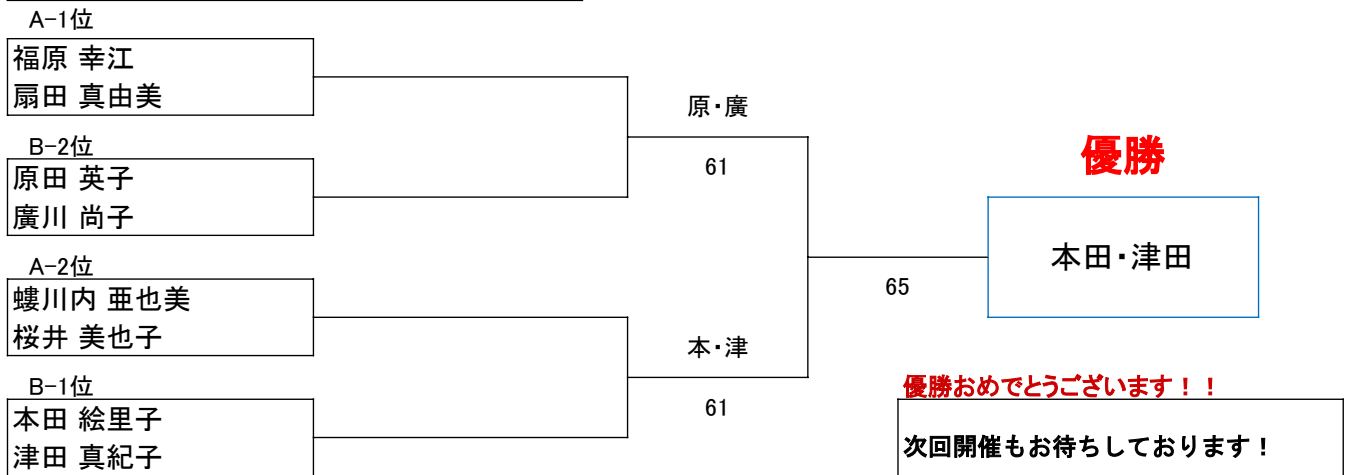 A-1位
福原 幸江
扇田 真由美
原・廣
B-2位
61
優勝
原田 英子
廣川 尚子
本田・津田
A-2位
65
螻川内 亜也美
桜井 美也子
本・津
B-1位
優勝おめでとうございます！！
61
本田 絵里子
津田 真紀子
次回開催もお待ちしております！